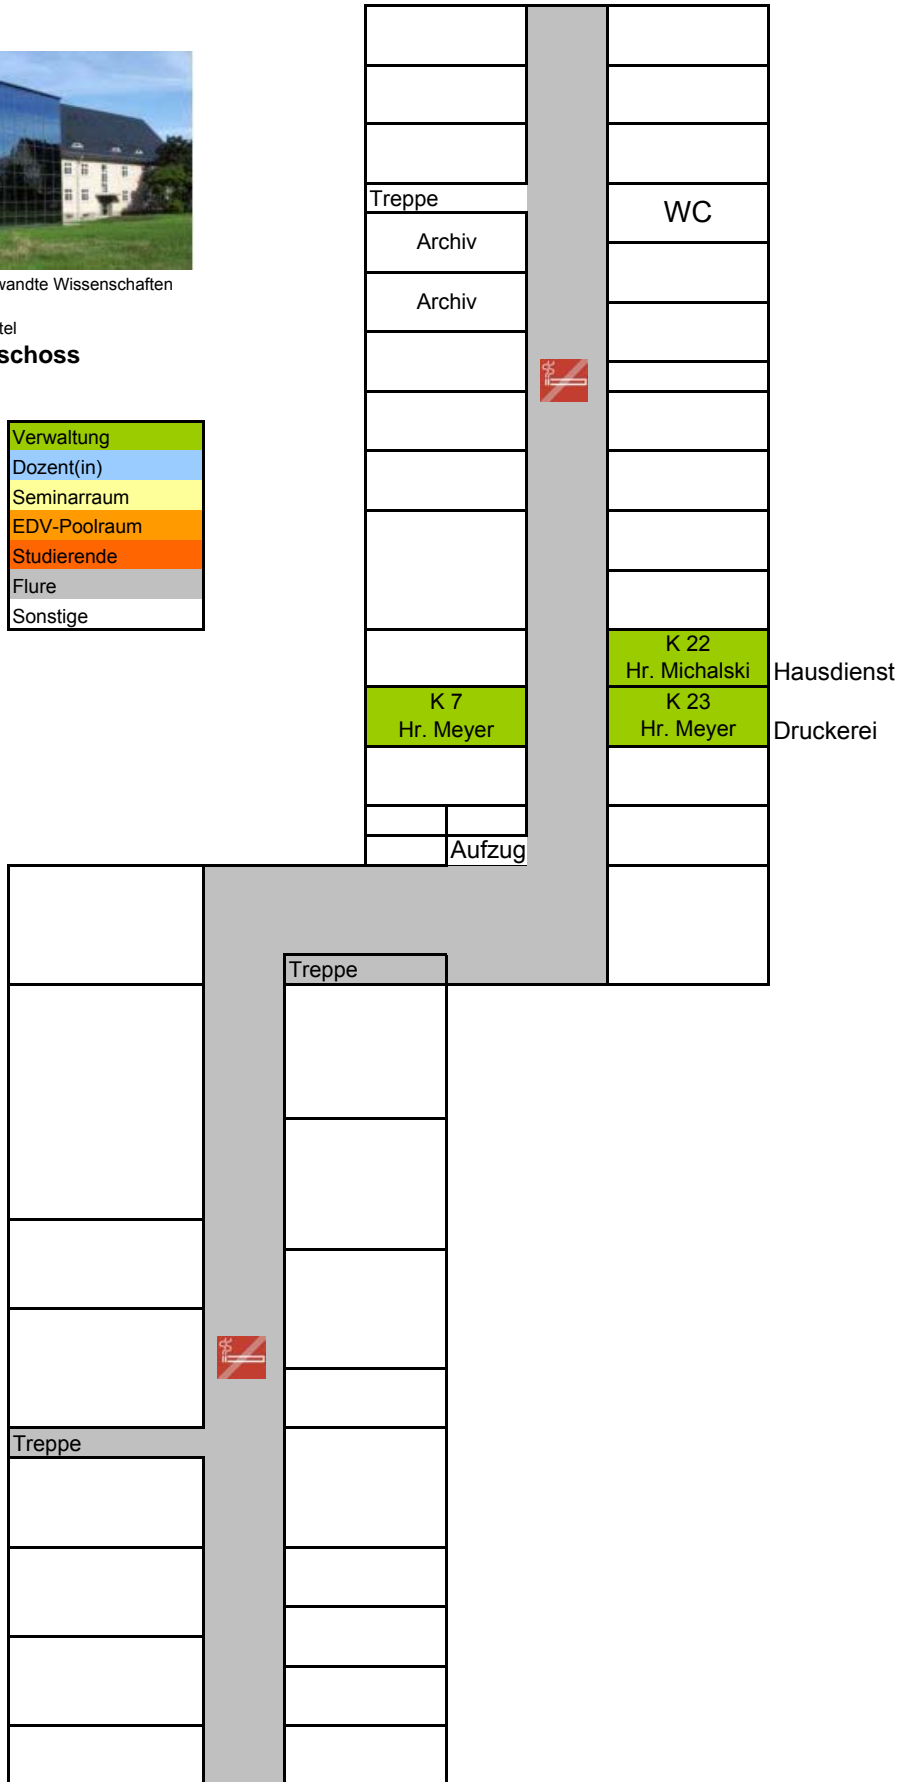 Treppe
WC
Archiv
wandte Wissenschaften
Archiv
tel
schoss
Verwaltung
Dozent(in)
Seminarraum
EDV-Poolraum
Studierende
Flure
Sonstige
K 22
Hr. Michalski
Hausdienst
K 7
Hr. Meyer
K 23
Hr. Meyer
Druckerei
Aufzug
Treppe
Treppe